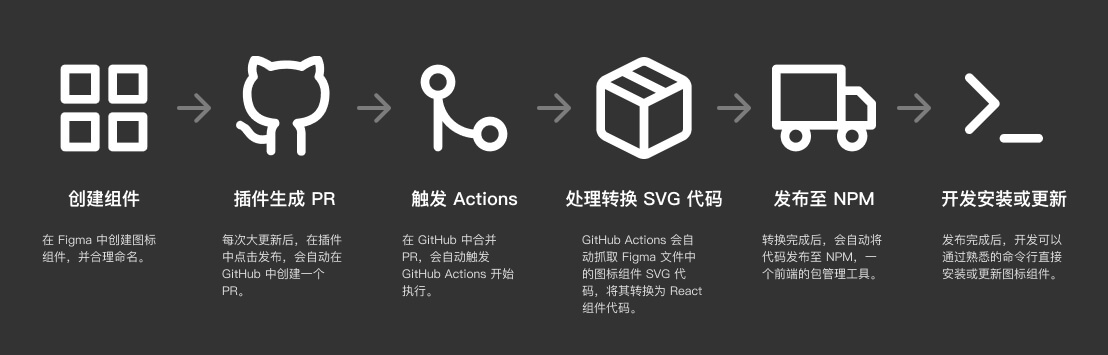 创建组件
插件生成 PR
触发 Actions
处理转换 SVG 代码
发布至 NPM
开发安装或更新
在 Figma 中创建图标
组件，并合理命名。
每次大更新后，在插件
中点击发布，会自动在
GitHub 中创建一个
PR。
在 GitHub 中合并
PR，会自动触发
GitHub Actions 开始
执行。
GitHub Actions 会自
动抓取 Figma 文件中
的图标组件 SVG 代
码，将其转换为 React
组件代码。
转换完成后，会自动将
代码发布至 NPM，一
个前端的包管理工具。
发布完成后，开发可以
通过熟悉的命令行直接
安装或更新图标组件。